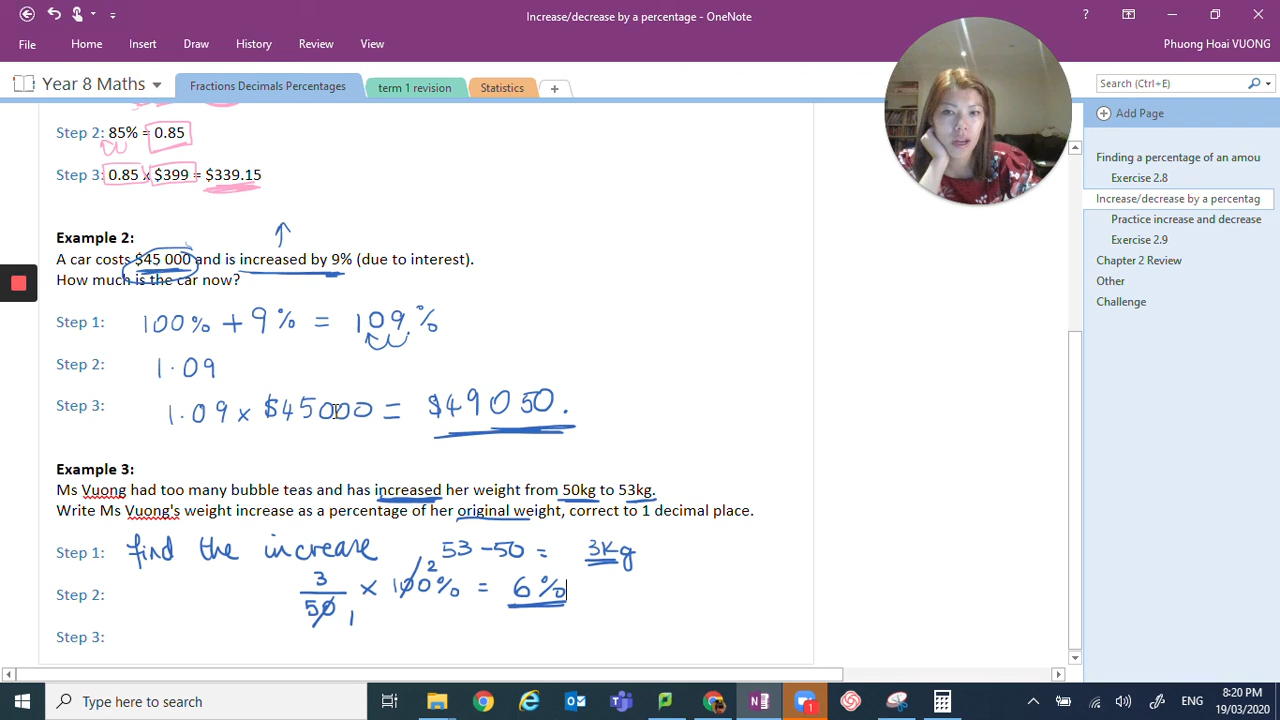 Increase/decrease by a percentage - OneNote
Phuong Hoai VUONG
File Home Insert Draw History Review View
Year 8 Maths
Fractions Decimals Percentages
term 1 revision
Statistics
Search (Ctrl+E)
Add Page
Finding a percentage of an amou
Exercise 2.8
Increase/decrease by a percentag
Practice increase and decrease
Exercise 2.9
Chapter 2 Review
Other
Challenge
Step 2: 85% = 0.85
Step 3: 0.85 x $399 = $339.15
Example 2:
A car costs $45 000 and is increased by 9% (due to interest).
How much is the car now?
Step 1: 100% + 9% = 109.%
Step 2: 1.09
Step 3: 1.09 x $45000 = $49050.
Example 3:
Ms Vuong had too many bubble teas and has increased her weight from 50kg to 53kg.
Write Ms Vuong's weight increase as a percentage of her original weight, correct to 1 decimal place.
Step 1: find the increase 53 - 50 = 3kg
Step 2: 3/50 1 x 100% 2 = 6%
Step 3:
Type here to search
ENG
8:20 PM
19/03/2020